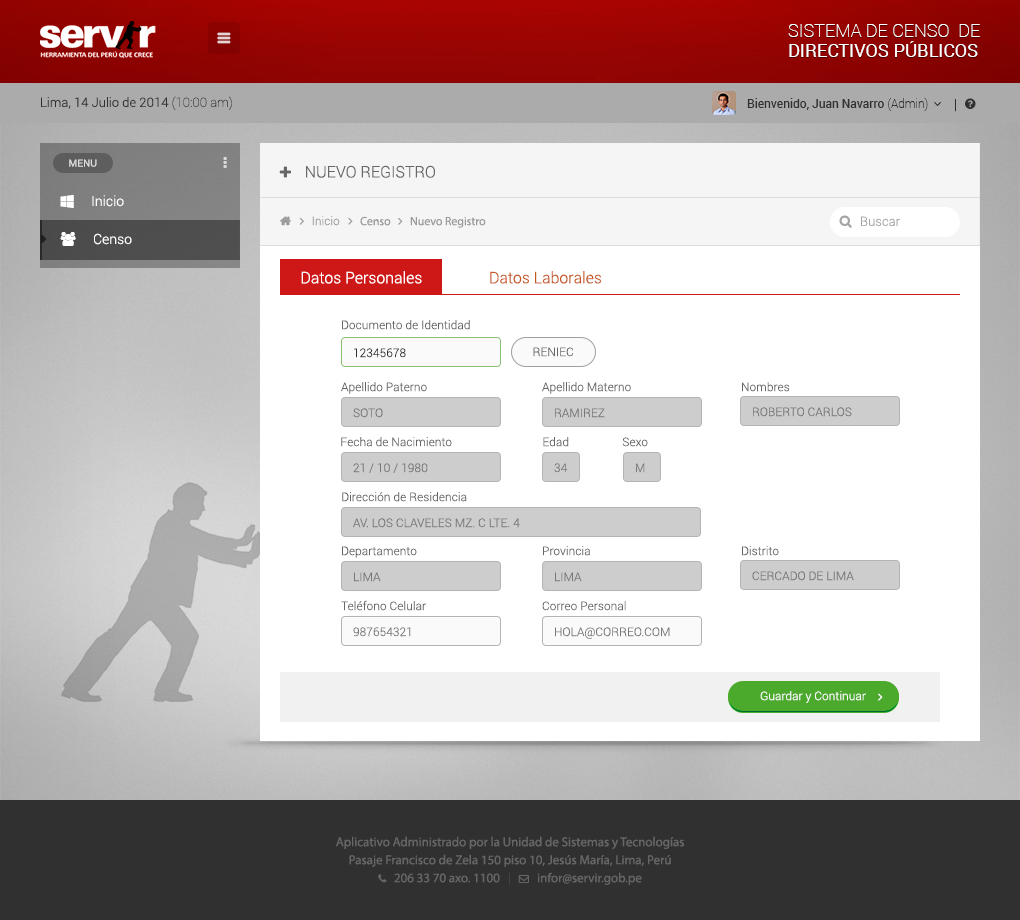 servir
HERRAMIENTA DEL PERÚ QUE CRECE
SISTEMA DE CENSO DE
DIRECTIVOS PÚBLICOS
Lima, 14 Julio de 2014 (10:00 am)
Bienvenido, Juan Navarro (Admin)
MENU
Inicio
Censo
NUEVO REGISTRO
Inicio > Censo > Nuevo Registro
Buscar
Datos Personales
Datos Laborales
Documento de Identidad
12345678
RENIEC
Apellido Paterno
SOTO
Apellido Materno
RAMIREZ
Nombres
ROBERTO CARLOS
Fecha de Nacimiento
21 / 10 / 1980
Edad
34
Sexo
M
Dirección de Residencia
AV. LOS CLAVELES MZ. C LTE. 4
Departamento
LIMA
Provincia
LIMA
Distrito
CERCADO DE LIMA
Teléfono Celular
987654321
Correo Personal
HOLA@CORREO.COM
Guardar y Continuar
Aplicativo Administrado por la Unidad de Sistemas y Tecnologías
Pasaje Francisco de Zela 150 piso 10, Jesús María, Lima, Perú
206 33 70 axo. 1100 | infor@servir.gob.pe